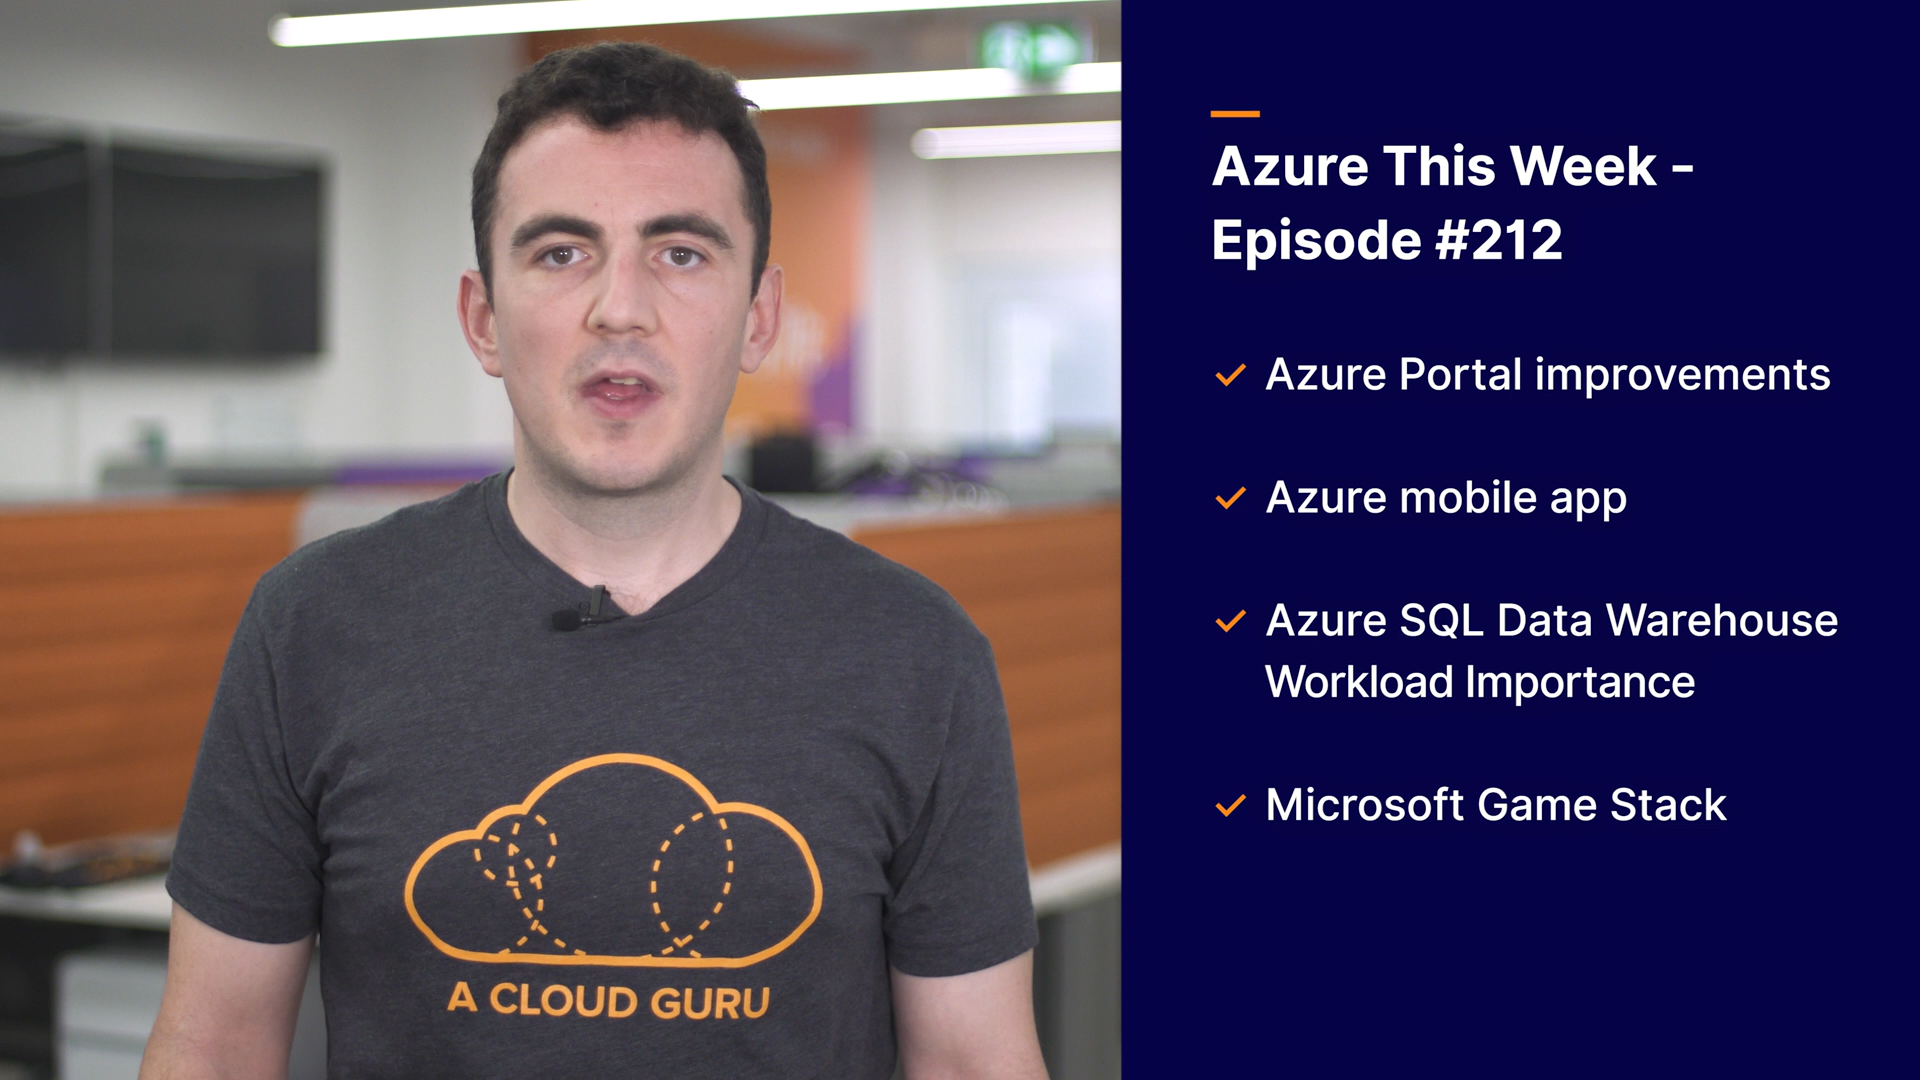 Azure This Week -
Episode #212
Azure Portal improvements
Azure mobile app
Azure SQL Data Warehouse
Workload Importance
Microsoft Game Stack
A CLOUD GURU